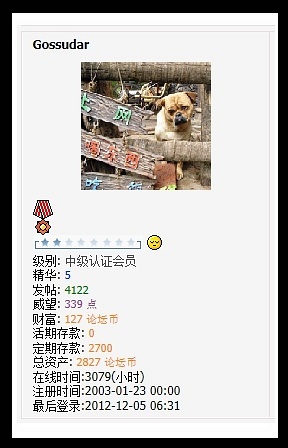 Gossudar
上网
级别: 中级认证会员
精华: 5
发帖: 4122
威望: 339 点
财富: 127 论坛币
活期存款: 0
定期存款: 2700
总资产: 2827 论坛币
在线时间:3079(小时)
注册时间:2003-01-23 00:00
最后登录:2012-12-05 06:31